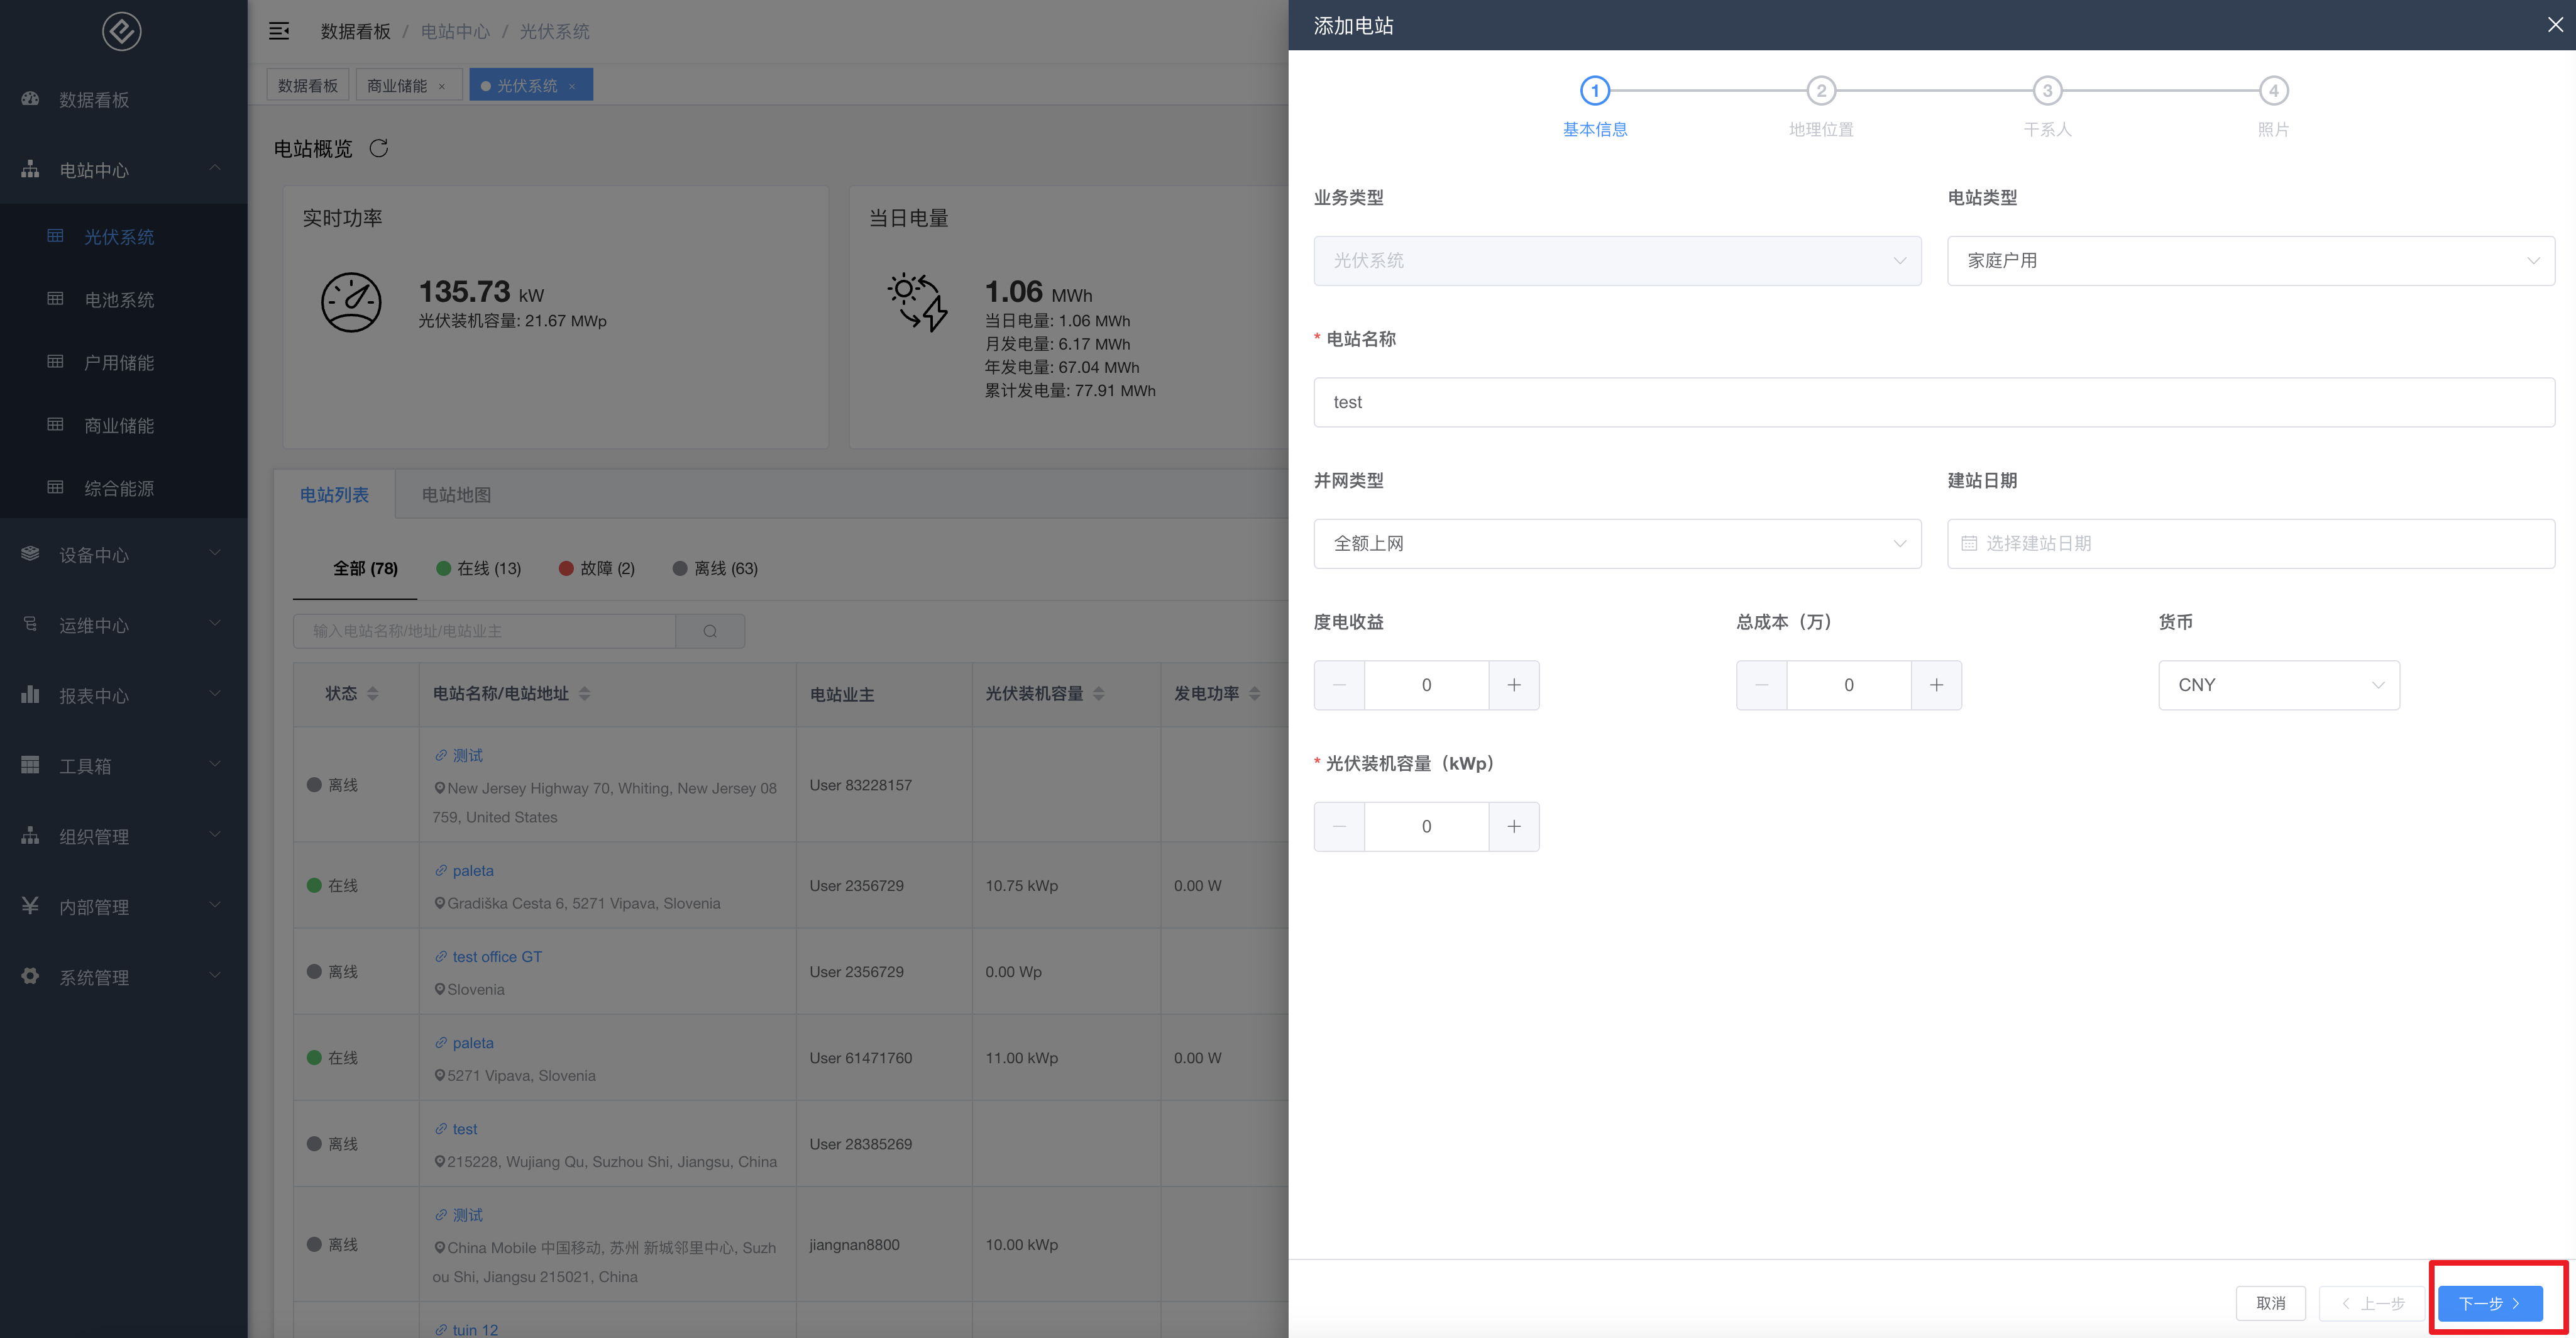 数据看板
电站中心
光伏系统
电池系统
户用储能
商业储能
综合能源
设备中心
运维中心
报表中心
工具箱
组织管理
内部管理
系统管理
数据看板 / 电站中心 / 光伏系统
数据看板
商业储能 ×
光伏系统 ×
电站概览
实时功率
135.73 kW
光伏装机容量: 21.67 MWp
当日电量
1.06 MWh
当日电量: 1.06 MWh
月发电量: 6.17 MWh
年发电量: 67.04 MWh
累计发电量: 77.91 MWh
电站列表
电站地图
全部 (78)
在线 (13)
故障 (2)
离线 (63)
输入电站名称/地址/电站业主
状态
电站名称/电站地址
电站业主
光伏装机容量
发电功率
离线
测试
New Jersey Highway 70, Whiting, New Jersey 08
759, United States
User 83228157
在线
paleta
Gradiška Cesta 6, 5271 Vipava, Slovenia
User 2356729
10.75 kWp
0.00 W
离线
test office GT
Slovenia
User 2356729
0.00 Wp
在线
paleta
5271 Vipava, Slovenia
User 61471760
11.00 kWp
0.00 W
离线
test
215228, Wujiang Qu, Suzhou Shi, Jiangsu, China
User 28385269
离线
测试
China Mobile 中国移动, 苏州 新城邻里中心, Suzh
ou Shi, Jiangsu 215021, China
jiangnan8800
10.00 kWp
tuin 12
添加电站
1
2
3
4
基本信息
地理位置
干系人
照片
业务类型
电站类型
光伏系统
家庭户用
* 电站名称
test
并网类型
建站日期
全额上网
选择建站日期
度电收益
总成本（万）
货币
0
0
CNY
* 光伏装机容量（kWp）
0
取消
上一步
下一步